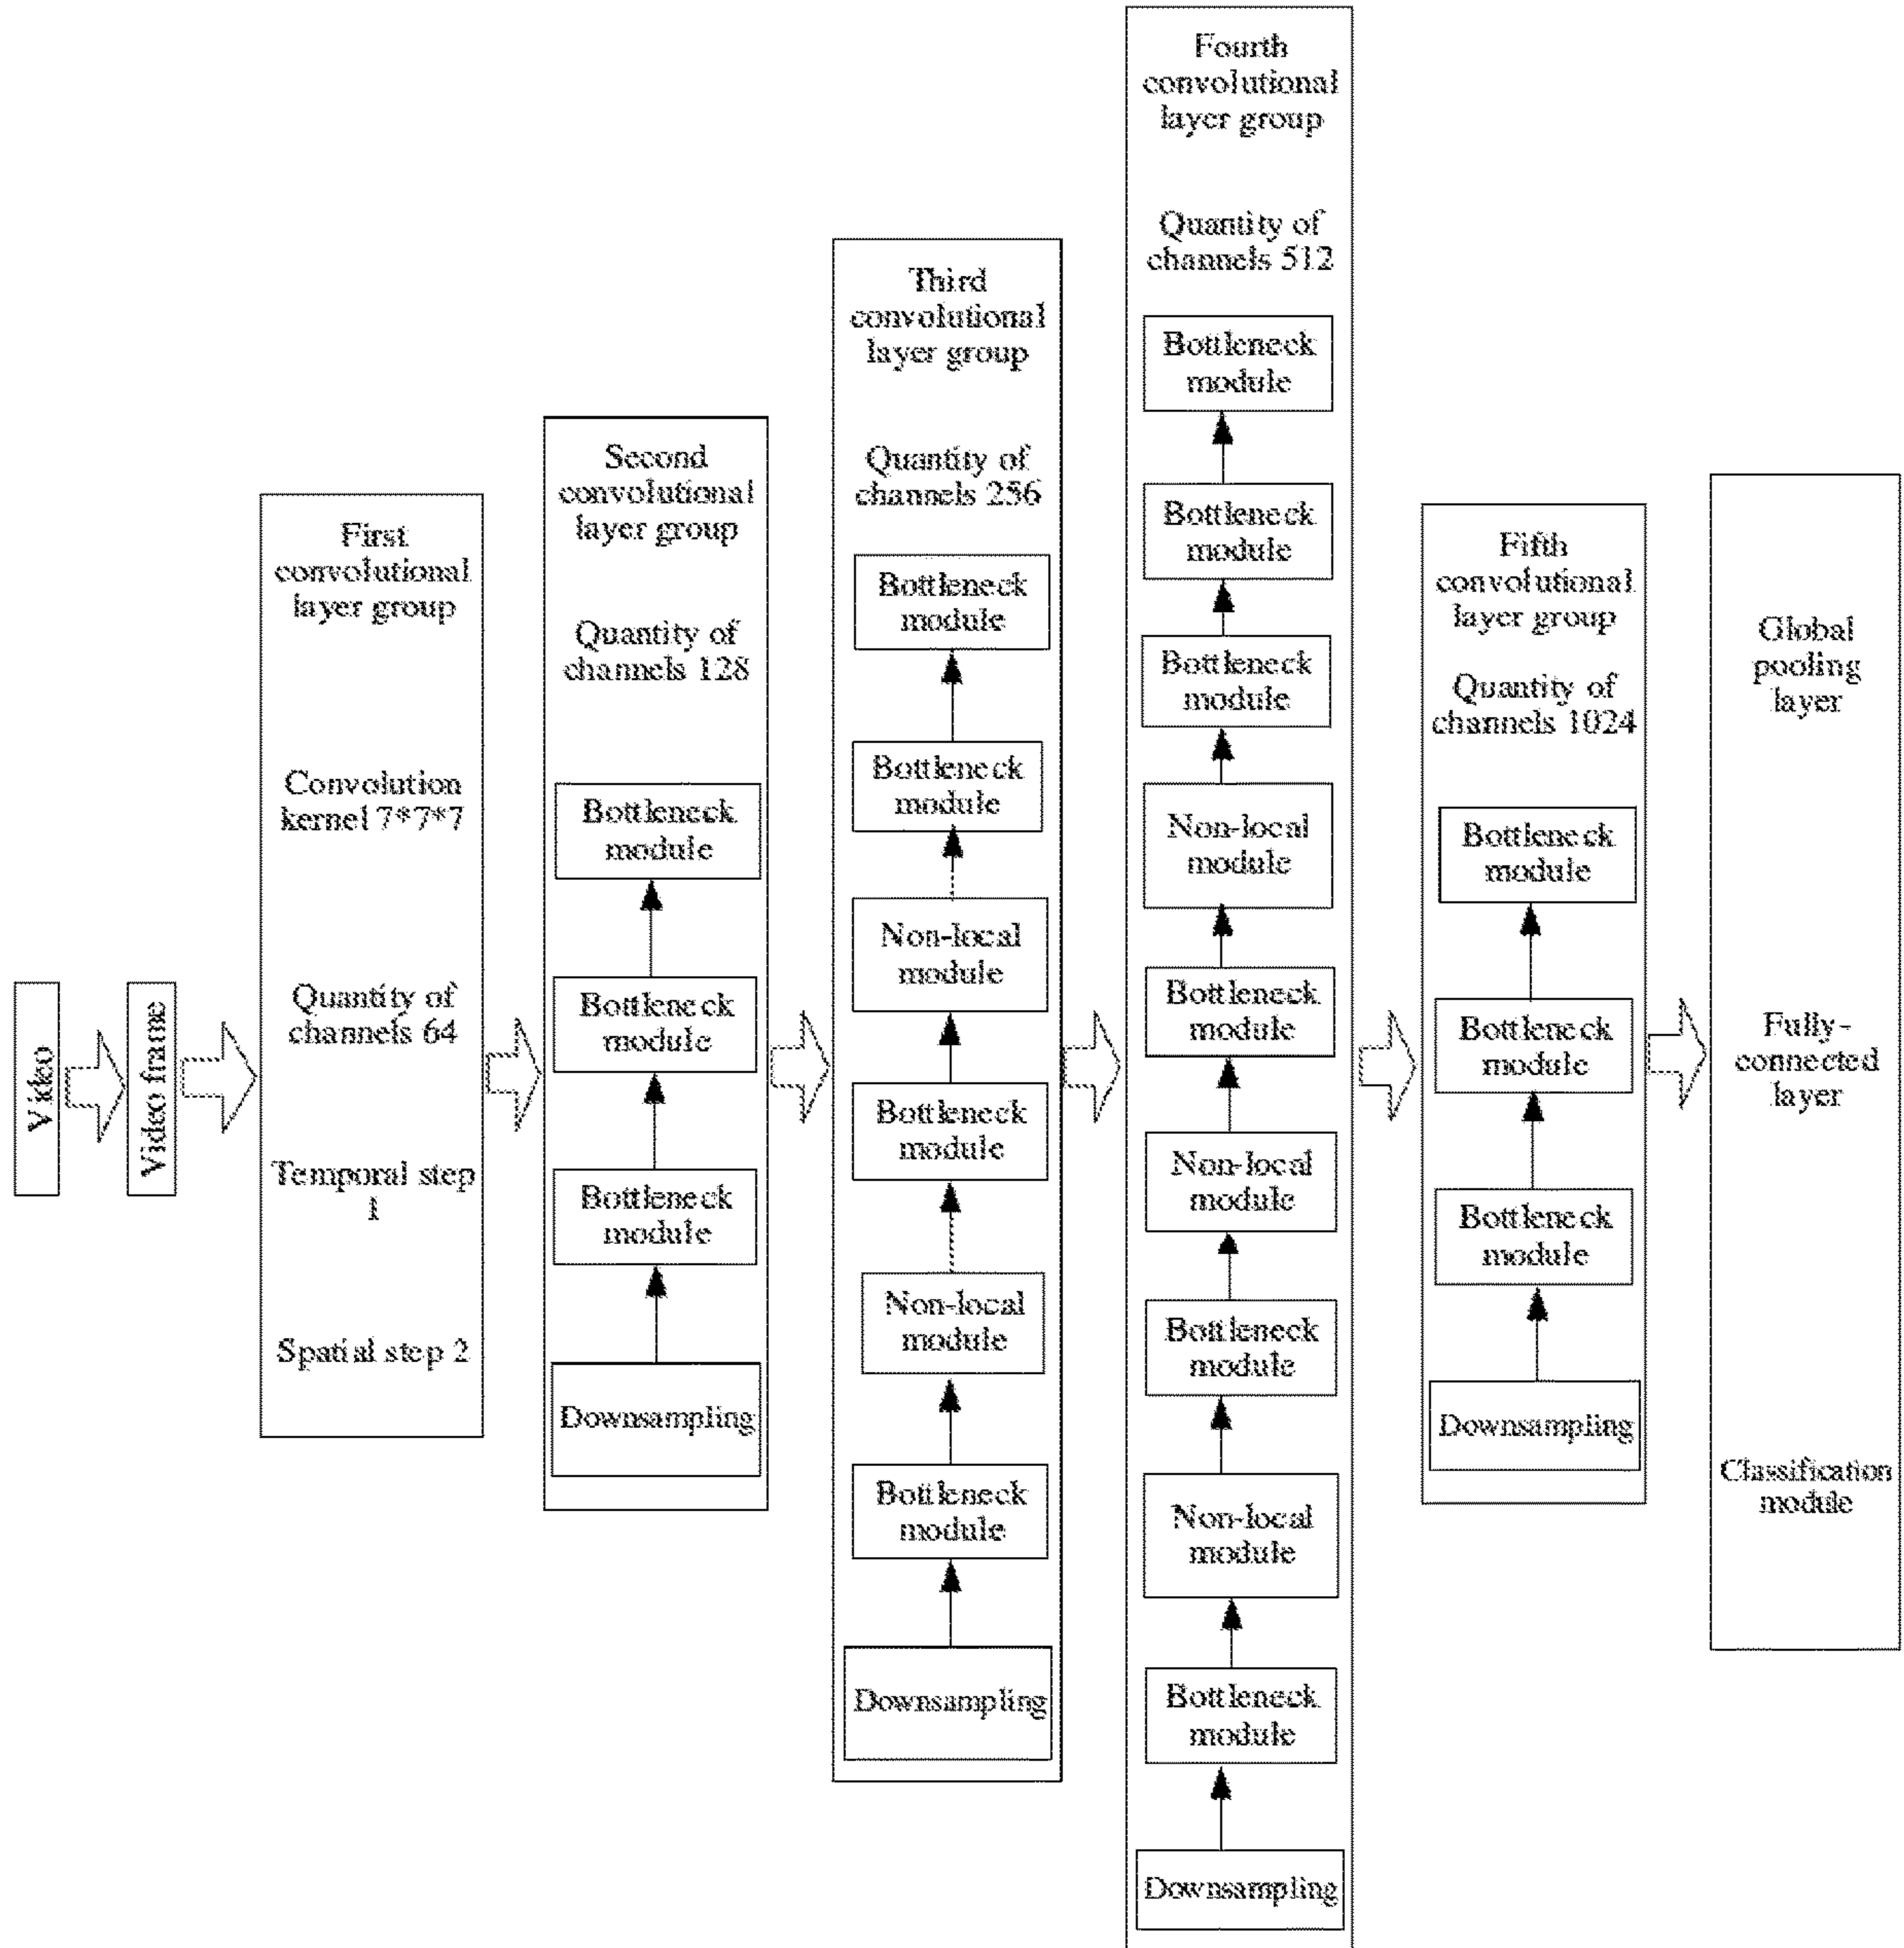 Video
Video frame
First
convolutional
layer group
Convolution
kernel 7*7*7
Quantity of
channels 64
Temporal step
1
Spatial step 2
Second
convolutional
layer group
Quantity of
channels 128
Bottleneck
module
Bottleneck
module
Bottleneck
module
Downsampling
Third
convolutional
layer group
Quantity of
channels 256
Bottleneck
module
Bottleneck
module
Non-local
module
Bottleneck
module
Non-local
module
Bottleneck
module
Downsampling
Fourth
convolutional
layer group
Quantity of
channels 512
Bottleneck
module
Bottleneck
module
Bottleneck
module
Non-local
module
Bottleneck
module
Non-local
module
Bottleneck
module
Non-local
module
Bottleneck
module
Downsampling
Fifth
convolutional
layer group
Quantity of
channels 1024
Bottleneck
module
Bottleneck
module
Bottleneck
module
Downsampling
Global
pooling
layer
Fully-
connected
layer
Classification
module